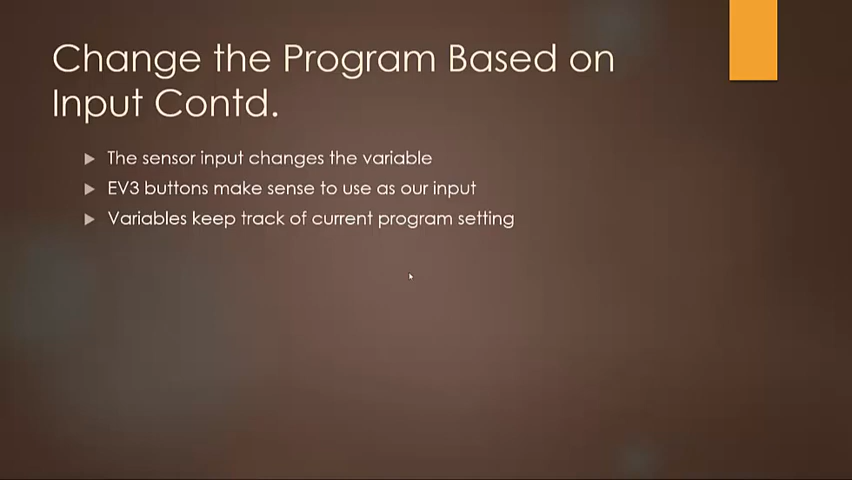 Change the Program Based on
Input Contd.
The sensor input changes the variable
EV3 buttons make sense to use as our input
Variables keep track of current program setting